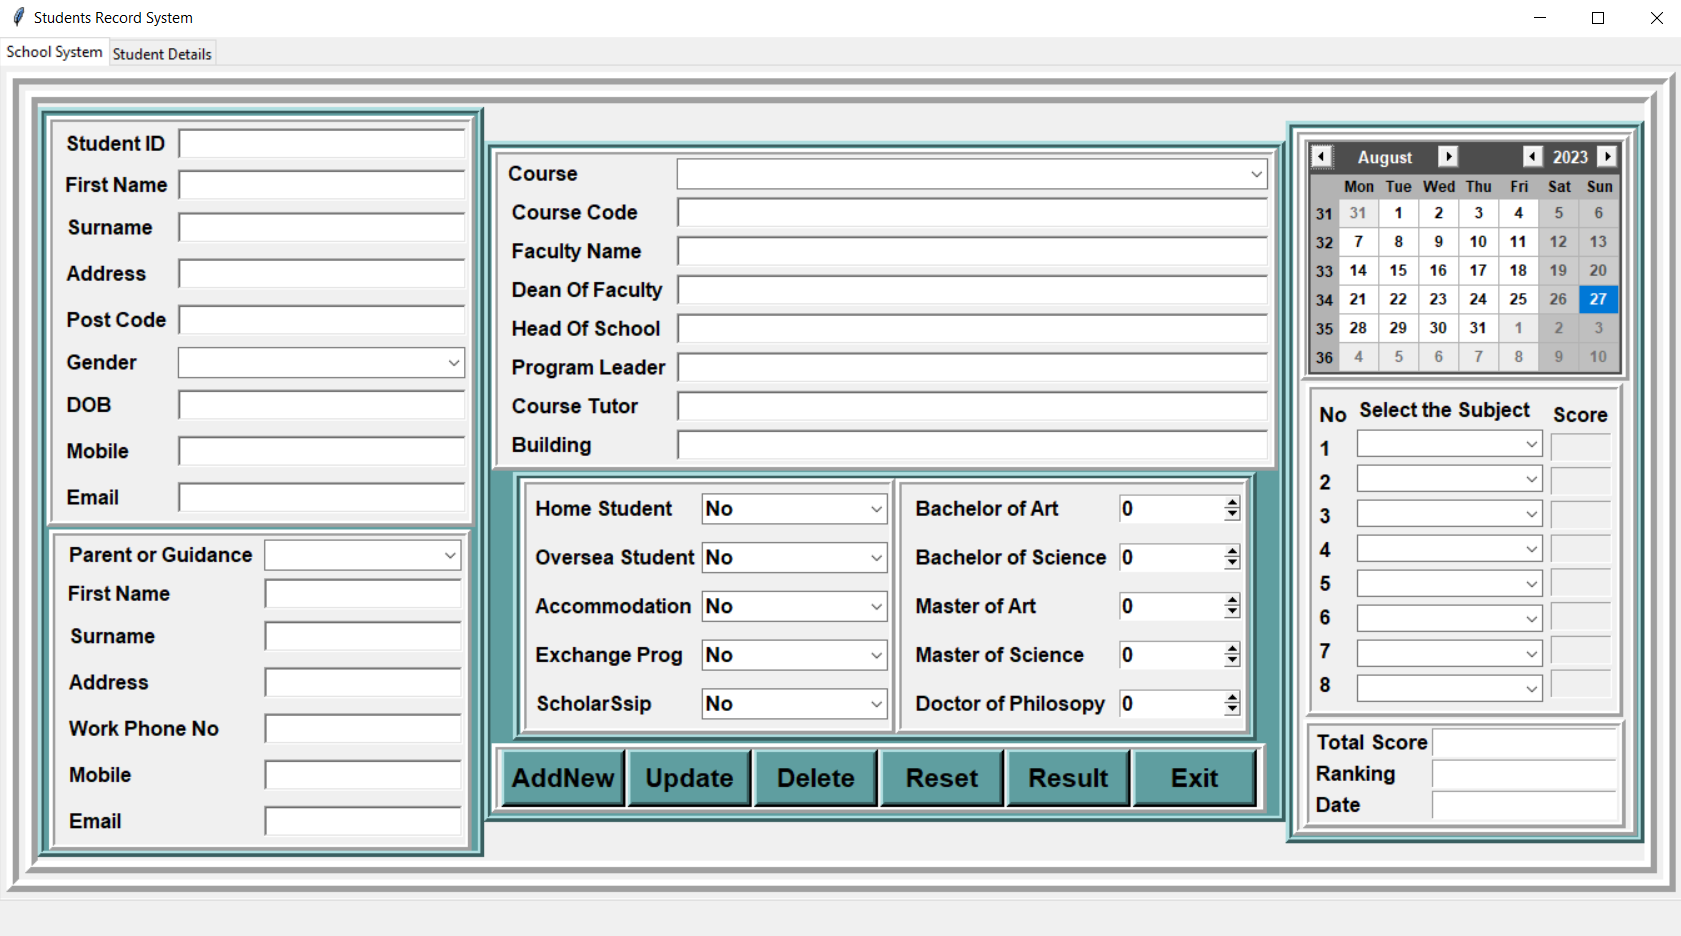 Students Record System
School System
Student Details
Student ID
First Name
Surname
Address
Post Code
Gender
DOB
Mobile
Email
Parent or Guidance
First Name
Surname
Address
Work Phone No
Mobile
Email
Course
Course Code
Faculty Name
Dean Of Faculty
Head Of School
Program Leader
Course Tutor
Building
Home Student No
Oversea Student No
Accommodation No
Exchange Prog No
ScholarSsip No
Bachelor of Art 0
Bachelor of Science 0
Master of Art 0
Master of Science 0
Doctor of Philosopy 0
AddNew Update Delete Reset Result Exit
August 2023
Mon Tue Wed Thu Fri Sat Sun
31 31 1 2 3 4 5 6
32 7 8 9 10 11 12 13
33 14 15 16 17 18 19 20
34 21 22 23 24 25 26 27
35 28 29 30 31 1 2 3
36 4 5 6 7 8 9 10
No Select the Subject Score
1
2
3
4
5
6
7
8
Total Score
Ranking
Date